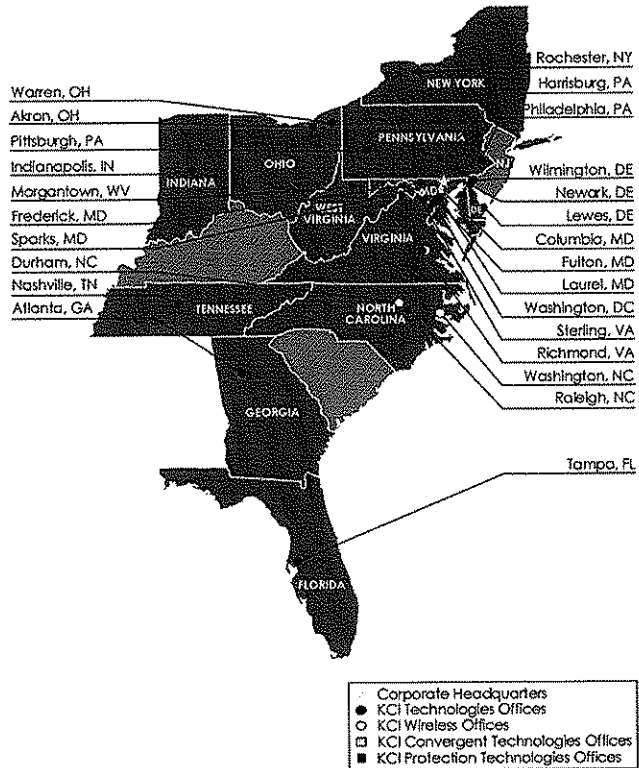 Warren, OH
Akron, OH
Pittsburgh, PA
Indianapolis, IN
Morgantown, WV
Frederick, MD
Sparks, MD
Durham, NC
Nashville, TN
Atlanta, GA
Rochester, NY
Harrisburg, PA
Philadelphia, PA
Wilmington, DE
Newark, DE
Lewes, DE
Columbia, MD
Fulton, MD
Laurel, MD
Washington, DC
Sterling, VA
Richmond, VA
Washington, NC
Raleigh, NC
Tampa, FL
NEW YORK
PENNSYLVANIA
NJ
OHIO
INDIANA
WEST
VIRGINIA
MD
DE
VIRGINIA
TENNESSEE
NORTH
CAROLINA
GEORGIA
FLORIDA
Corporate Headquarters
KCI Technologies Offices
KCI Wireless Offices
KCI Convergent Technologies Offices
KCI Protection Technologies Offices